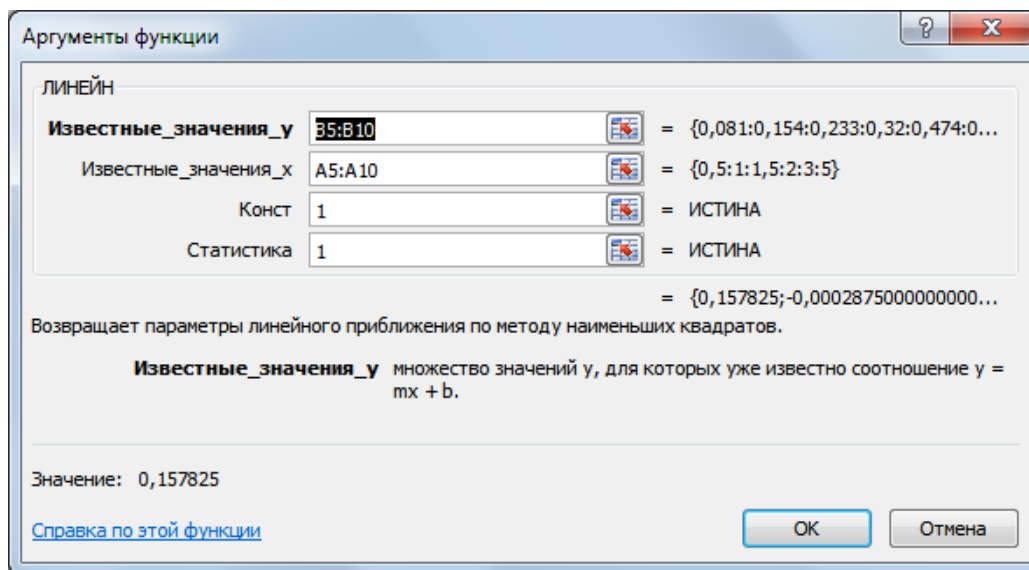 Аргументы функции
ЛИНЕЙН
Известные_значения_y B5:B10 = {0,081:0,154:0,233:0,32:0,474:0...
Известные_значения_x A5:A10 = {0,5:1:1,5:2:3:5}
Конст 1 = ИСТИНА
Статистика 1 = ИСТИНА
= {0,157825;-0,0002875000000000...
Возвращает параметры линейного приближения по методу наименьших квадратов.
Известные_значения_y множество значений y, для которых уже известно соотношение y =
mx + b.
Значение: 0,157825
Справка по этой функции ОК Отмена